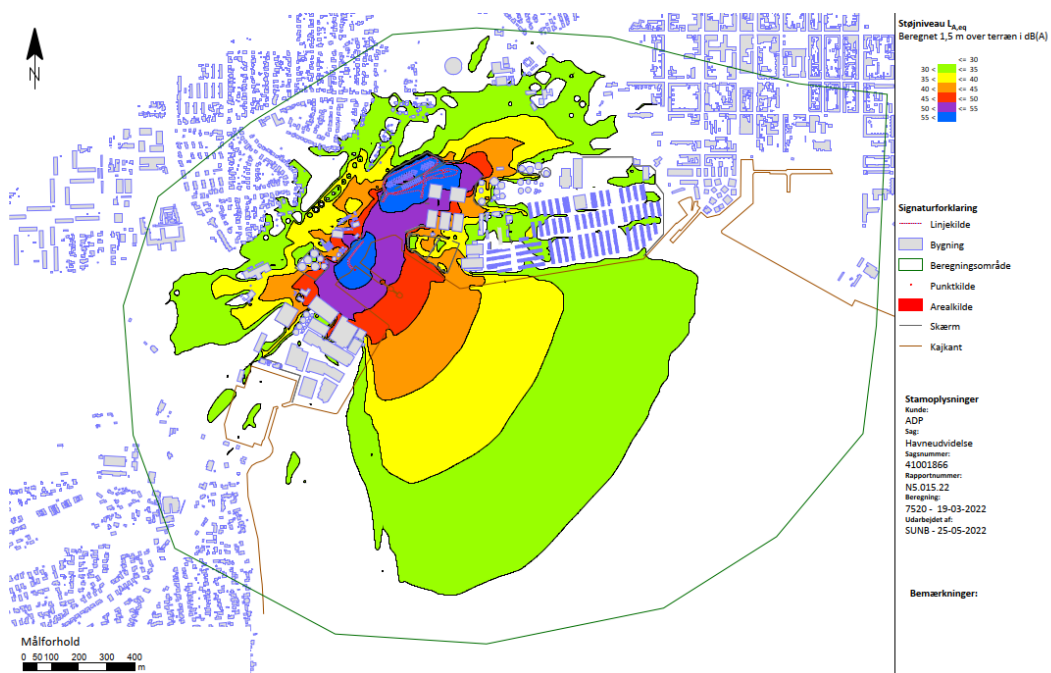 N
Støjniveau LA,eq
Beregnet 1,5 m over terræn i dB(A)
<= 30
30 < <= 35
35 < <= 40
40 < <= 45
45 < <= 50
50 < <= 55
55 <
Signaturforklaring
Linjekilde
Bygning
Beregningsområde
Punktkilde
Arealkilde
Skærm
Kajkant
Stamoplysninger
Kunde:
ADP
Sag:
Havneudvidelse
Sagsnummer:
41001866
Rapportnummer:
N5.015.22
Beregning:
7520 - 19-03-2022
Udarbejdet af:
SUNB - 25-05-2022
Bemærkninger:
Målforhold
0 50 100 200 300 400
m